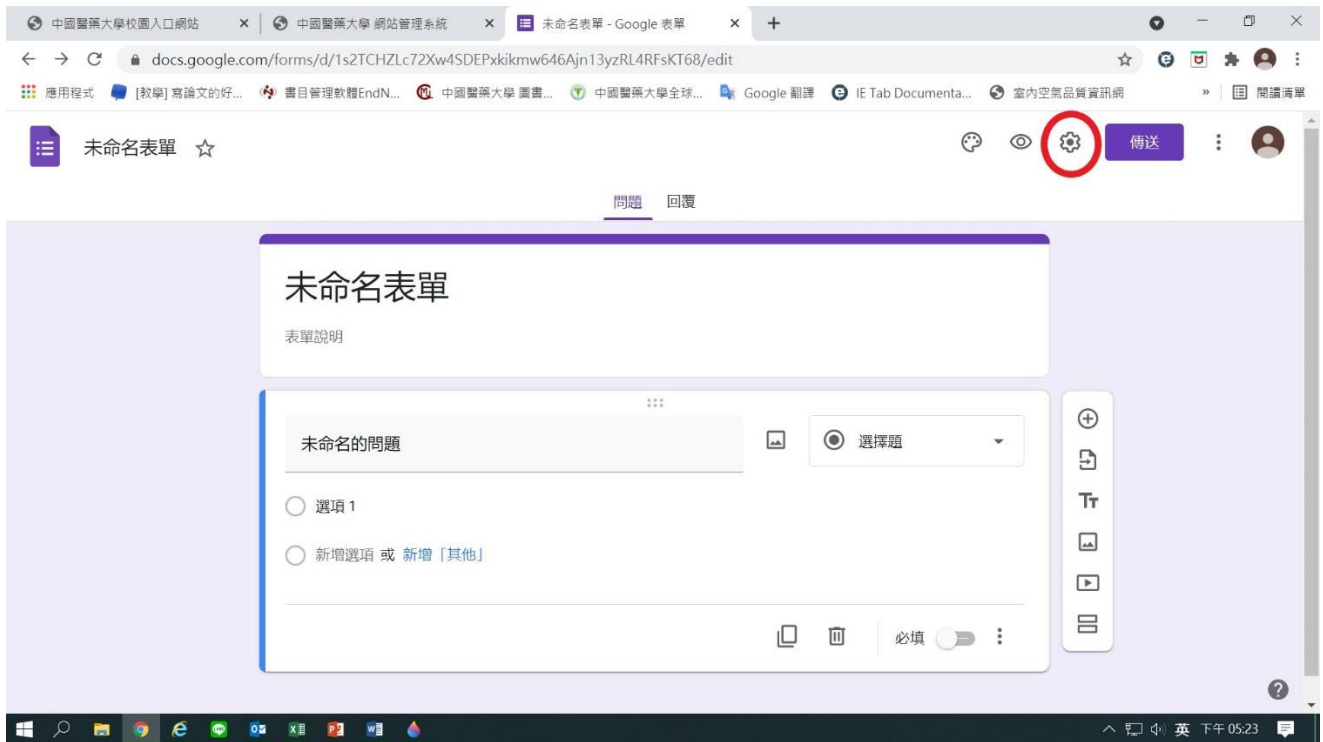 中國醫藥大學校園入口網站
中國醫藥大學 網站管理系統
未命名表單 - Google 表單
docs.google.com/forms/d/1s2TCHZLc72Xw4SDEPxkikmw646Ajn13yzRL4RFsKT68/edit
應用程式 [教學] 寫論文的好... 書目管理軟體EndN... 中國醫藥大學 圖書... 中國醫藥大學全球... Google 翻譯 IE Tab Documenta... 室內空氣品質資訊網 » 閱讀清單
未命名表單
傳送
問題 回覆
未命名表單
表單說明
未命名的問題
選擇題
選項 1
新增選項 或 新增「其他」
Tт
必填
英 下午 05:23